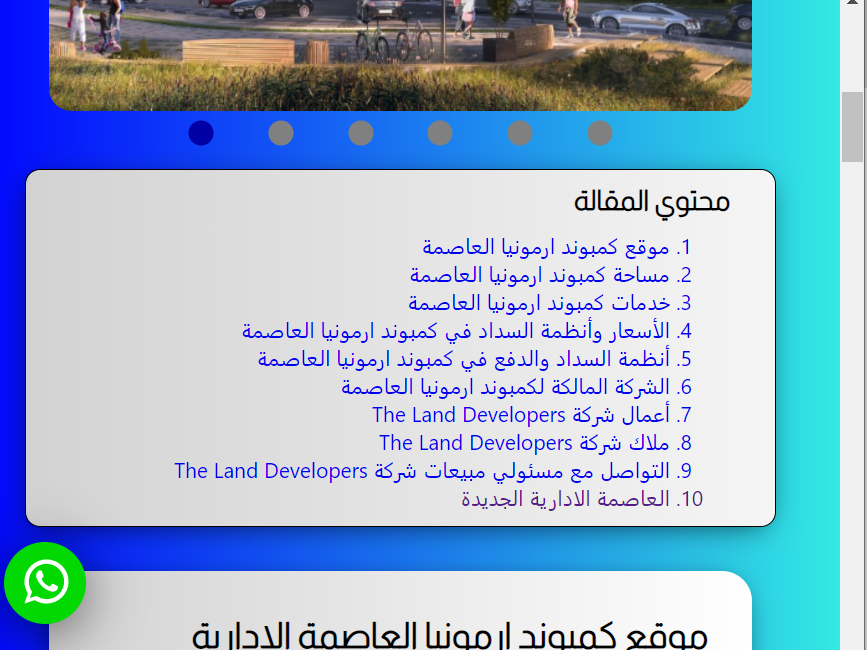 محتوي المقالة
1. موقع كمبوند ارمونيا العاصمة
2. مساحة كمبوند ارمونيا العاصمة
3. خدمات كمبوند ارمونيا العاصمة
4. الأسعار وأنظمة السداد في كمبوند ارمونيا العاصمة
5. أنظمة السداد والدفع في كمبوند ارمونيا العاصمة
6. الشركة المالكة لكمبوند ارمونيا العاصمة
7. أعمال شركة The Land Developers
8. ملاك شركة The Land Developers
9. التواصل مع مسئولي مبيعات شركة The Land Developers
10. العاصمة الادارية الجديدة
موقع كمبوند ارمونيا العاصمة الادارية